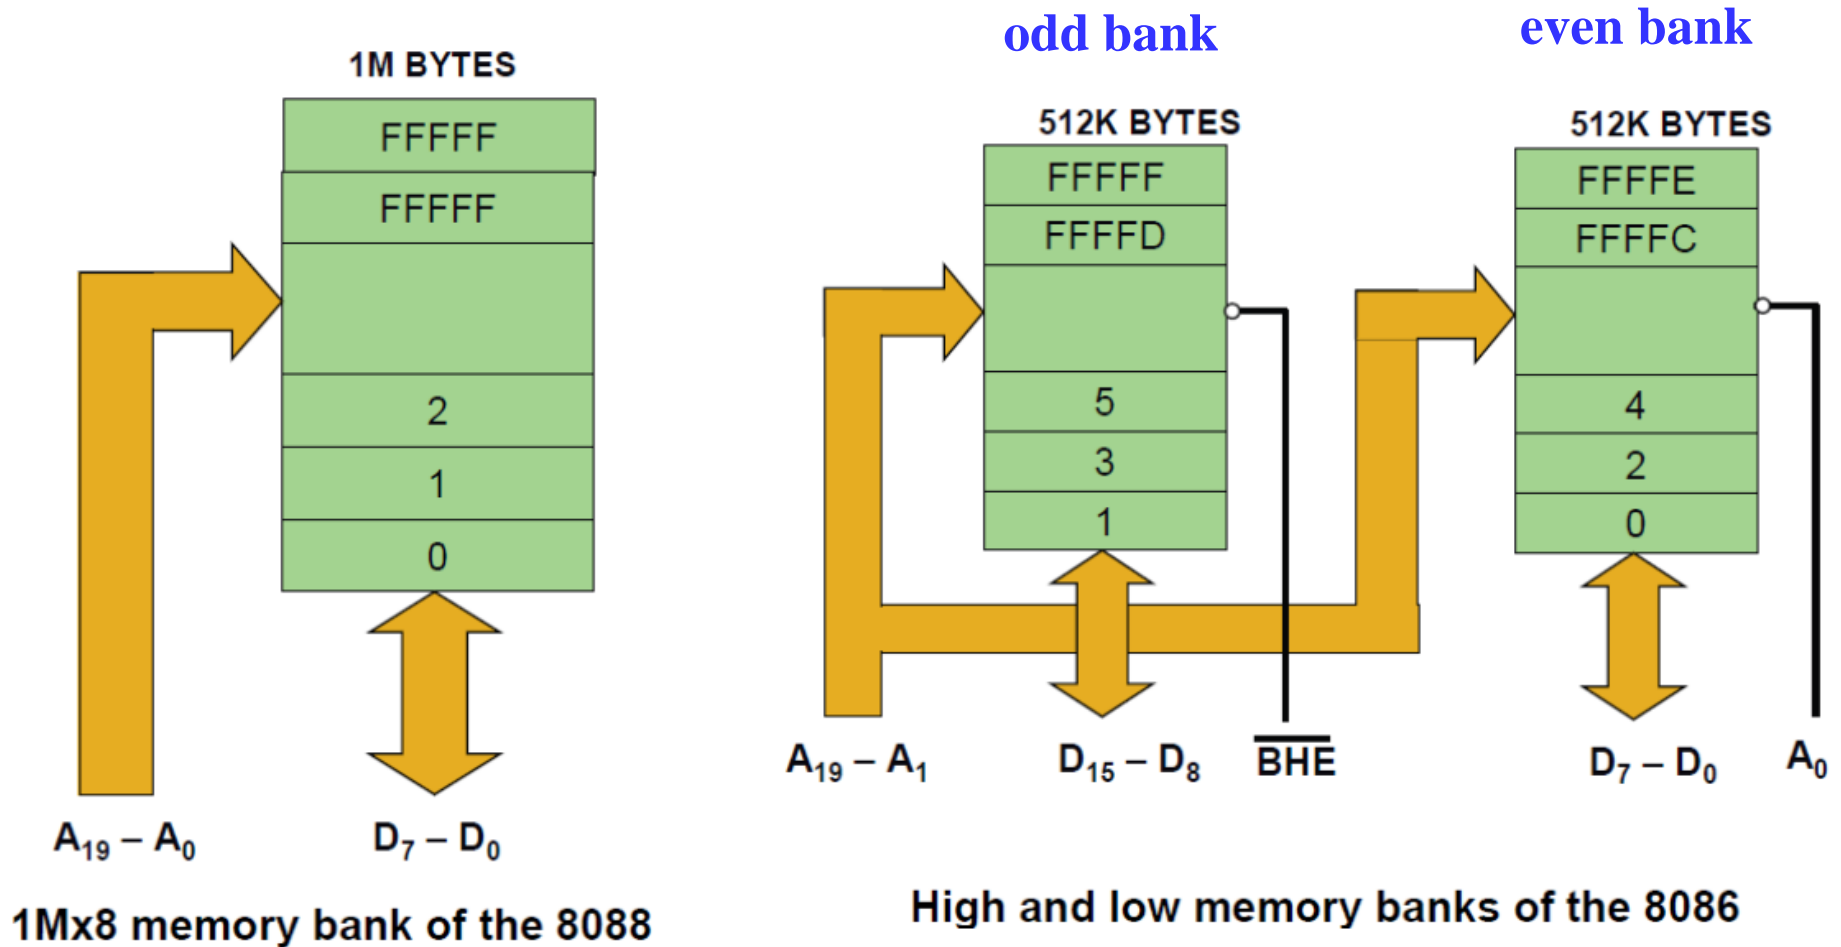 1M BYTES
FFFFF
FFFFF
2
1
0
A₁₉ – A₀
D₇ – D₀
1Mx8 memory bank of the 8088
odd bank
512K BYTES
FFFFF
FFFFD
5
3
1
A₁₉ – A₁
D₁₅ – D₈
B̅H̅E̅
even bank
512K BYTES
FFFFE
FFFFC
4
2
0
D₇ – D₀
A₀
High and low memory banks of the 8086